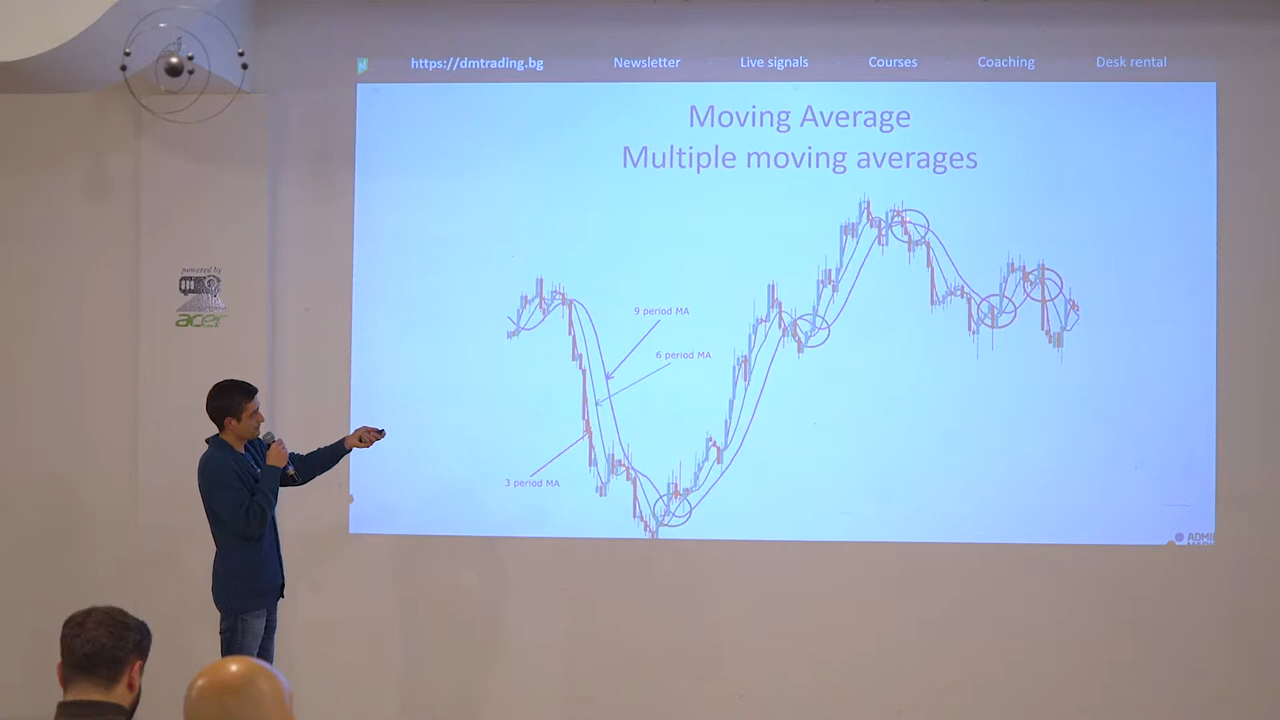 https://dmtrading.bg Newsletter Live signals Courses Coaching Desk rental
Moving Average
Multiple moving averages
powered by
acer
9 period MA
6 period MA
3 period MA